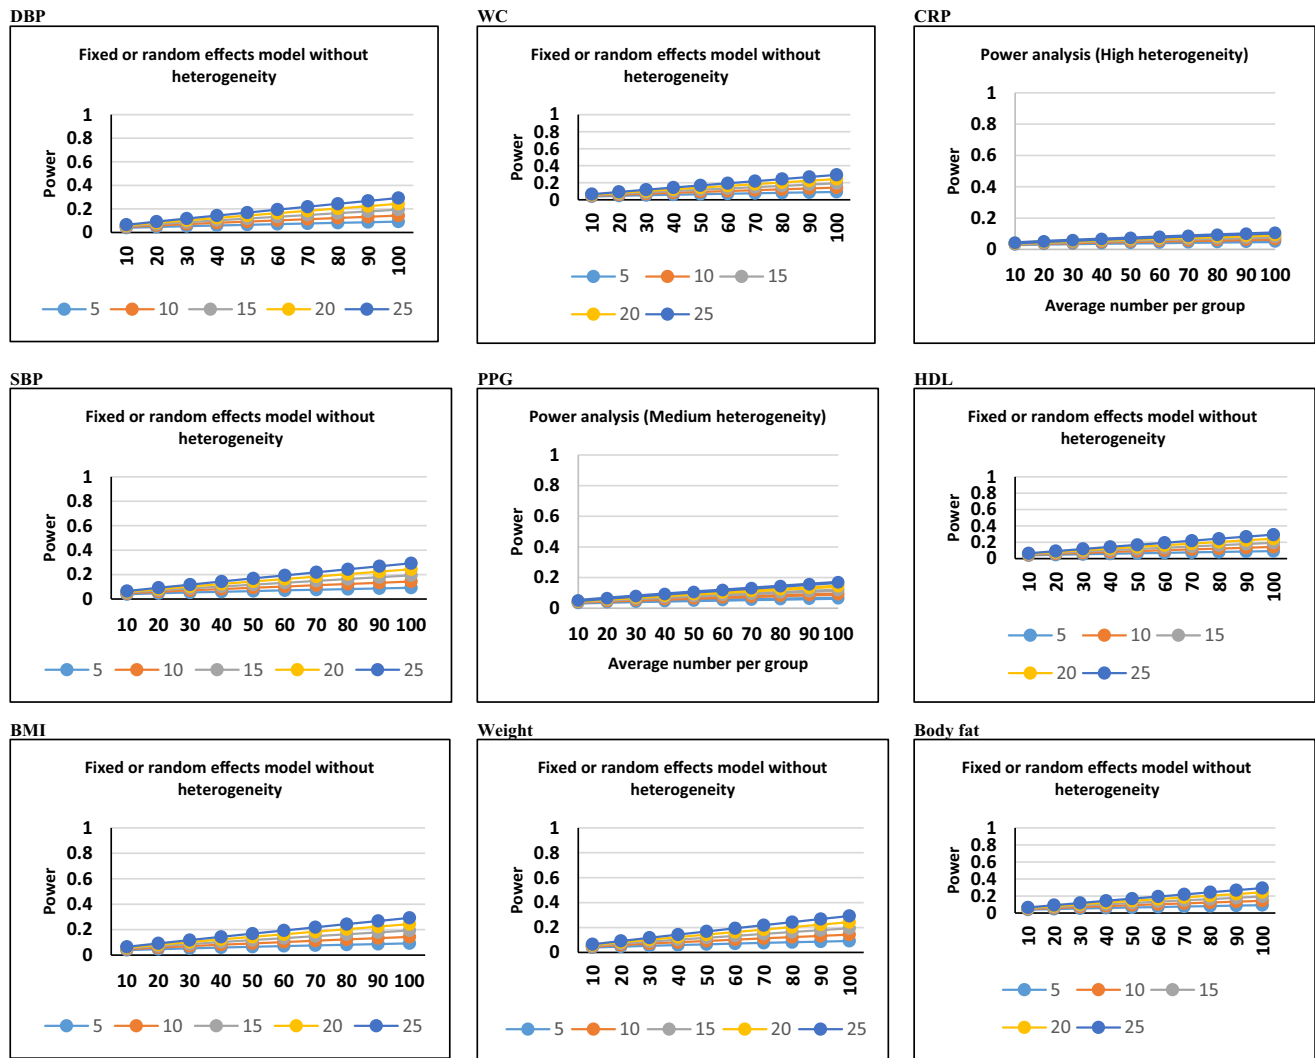 DBP
Fixed or random effects model without
heterogeneity
Power
1
0.8
0.6
0.4
0.2
0
10 20 30 40 50 60 70 80 90 100
5 10 15 20 25
WC
Fixed or random effects model without
heterogeneity
Power
1
0.8
0.6
0.4
0.2
0
10 20 30 40 50 60 70 80 90 100
5 10 15
20 25
CRP
Power analysis (High heterogeneity)
Power
1
0.8
0.6
0.4
0.2
0
10 20 30 40 50 60 70 80 90 100
Average number per group
SBP
Fixed or random effects model without
heterogeneity
Power
1
0.8
0.6
0.4
0.2
0
10 20 30 40 50 60 70 80 90 100
5 10 15 20 25
PPG
Power analysis (Medium heterogeneity)
Power
1
0.8
0.6
0.4
0.2
0
10 20 30 40 50 60 70 80 90 100
Average number per group
HDL
Fixed or random effects model without
heterogeneity
Power
1
0.8
0.6
0.4
0.2
0
10 20 30 40 50 60 70 80 90 100
5 10 15
20 25
BMI
Fixed or random effects model without
heterogeneity
Power
1
0.8
0.6
0.4
0.2
0
10 20 30 40 50 60 70 80 90 100
5 10 15 20 25
Weight
Fixed or random effects model without
heterogeneity
Power
1
0.8
0.6
0.4
0.2
0
10 20 30 40 50 60 70 80 90 100
5 10 15 20 25
Body fat
Fixed or random effects model without
heterogeneity
Power
1
0.8
0.6
0.4
0.2
0
10 20 30 40 50 60 70 80 90 100
5 10 15
20 25